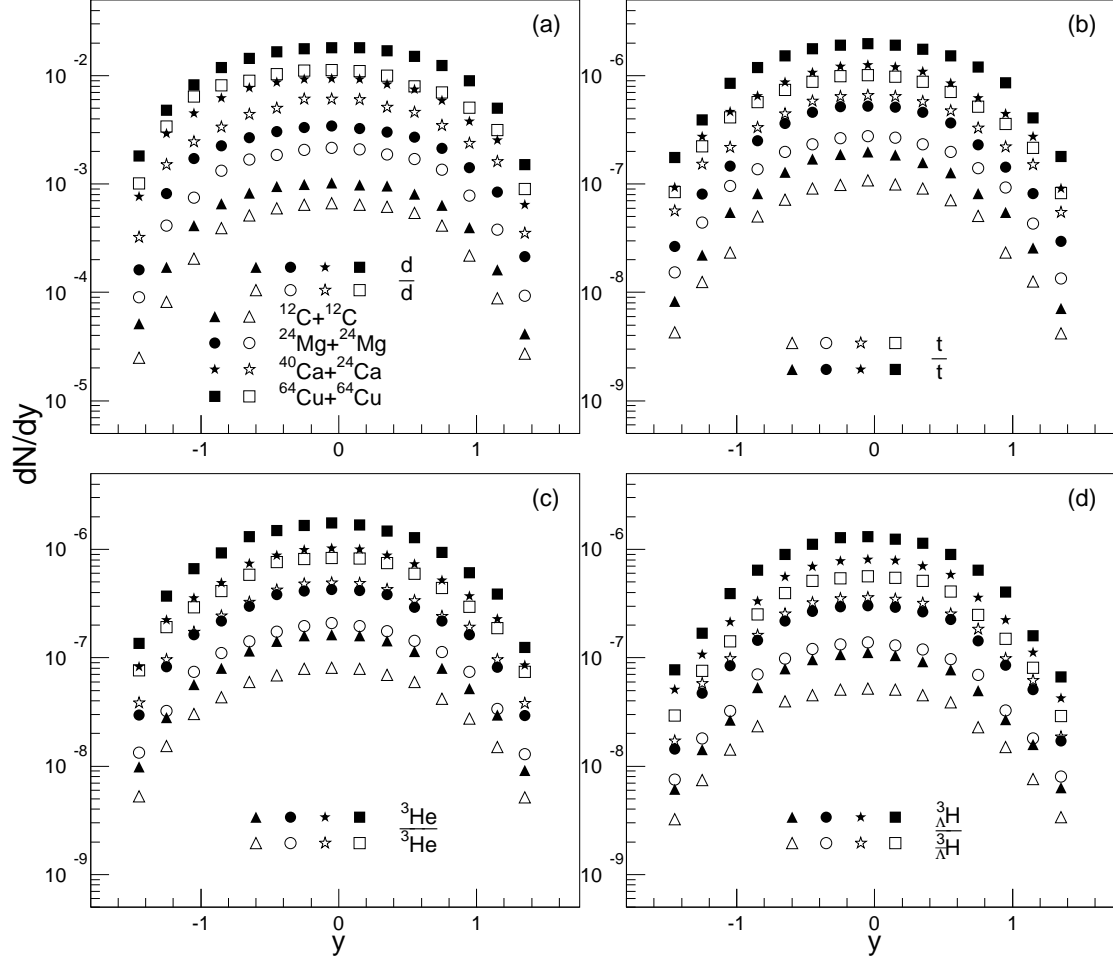 dN/dy
(a)
10⁻²
10⁻³
10⁻⁴
10⁻⁵
-1 0 1
d
d̅
¹²C+¹²C
²⁴Mg+²⁴Mg
⁴⁰Ca+²⁴Ca
⁶⁴Cu+⁶⁴Cu
(b)
10⁻⁶
10⁻⁷
10⁻⁸
10⁻⁹
-1 0 1
t
t̅
(c)
10⁻⁶
10⁻⁷
10⁻⁸
10⁻⁹
-1 0 1
y
³He
³H̅e̅
(d)
10⁻⁶
10⁻⁷
10⁻⁸
10⁻⁹
-1 0 1
y
³ΛH
³Λ̅H̅